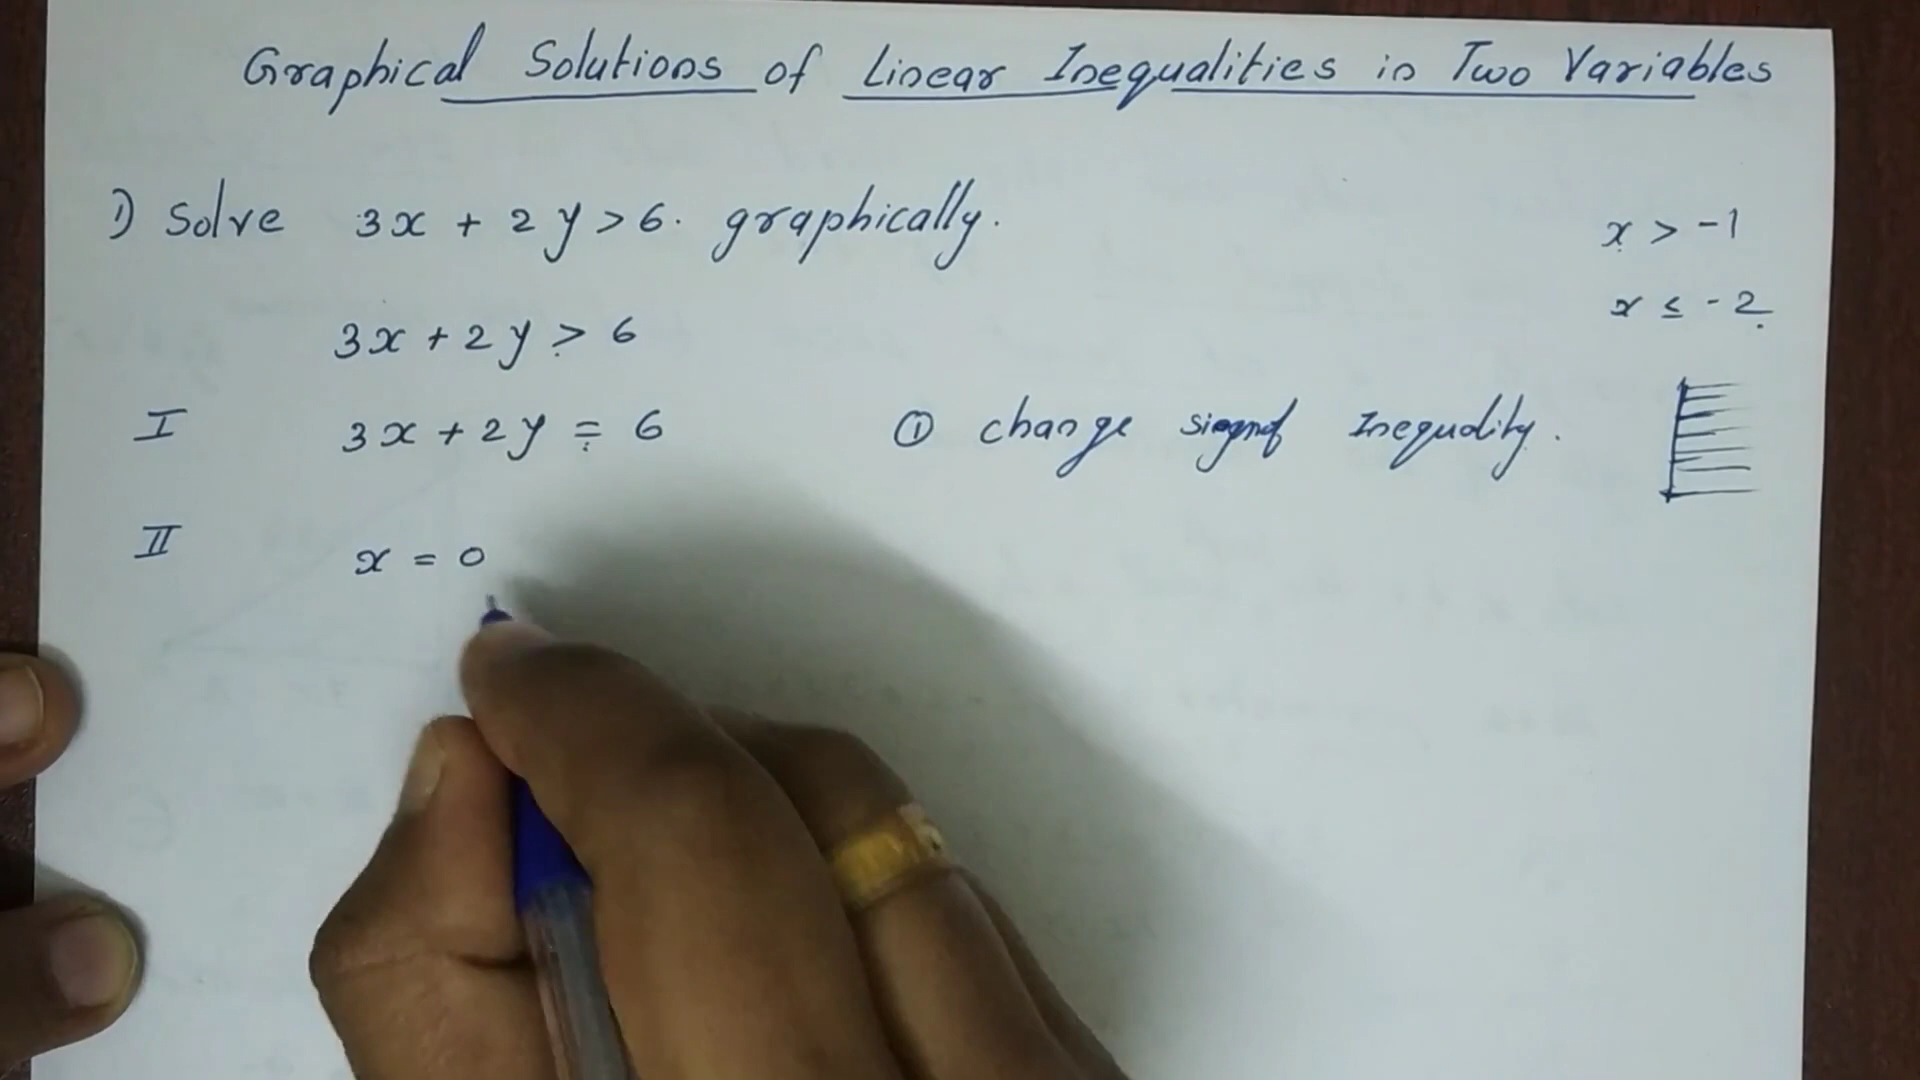 Graphical Solutions of Linear Inequalities in Two Variables
1) Solve 3x + 2y > 6. graphically.
x > -1
x ≤ -2
3x + 2y > 6
I 3x + 2y = 6 ① change sign of Inequality.
II x = 0